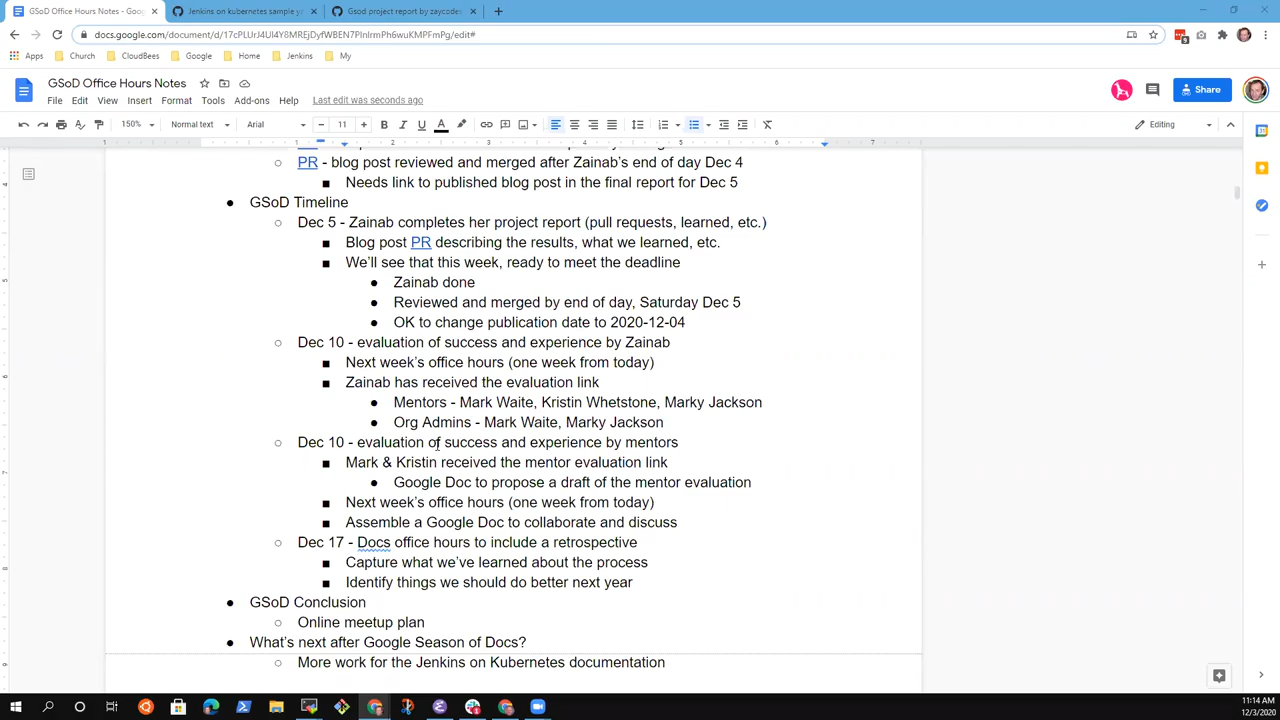 GSoD Office Hours Notes - Goog
Jenkins on kubernetes sample y
Gsod project report by zaycodes
docs.google.com/document/d/17cPLUrJ4Ul4Y8MREjDyfWBEN7PlnlrmPh6wuKMPFmPg/edit#
Apps Church CloudBees Google Home Jenkins My
GSoD Office Hours Notes
Share
File Edit View Insert Format Tools Add-ons Help Last edit was seconds ago
150% Normal text Arial 11 Editing
1 1 2 3 4 5 6 7
PR - blog post reviewed and merged after Zainab's end of day Dec 4
Needs link to published blog post in the final report for Dec 5
GSoD Timeline
Dec 5 - Zainab completes her project report (pull requests, learned, etc.)
Blog post PR describing the results, what we learned, etc.
We'll see that this week, ready to meet the deadline
Zainab done
Reviewed and merged by end of day, Saturday Dec 5
OK to change publication date to 2020-12-04
Dec 10 - evaluation of success and experience by Zainab
Next week's office hours (one week from today)
Zainab has received the evaluation link
Mentors - Mark Waite, Kristin Whetstone, Marky Jackson
Org Admins - Mark Waite, Marky Jackson
Dec 10 - evaluation of success and experience by mentors
Mark & Kristin received the mentor evaluation link
Google Doc to propose a draft of the mentor evaluation
Next week's office hours (one week from today)
Assemble a Google Doc to collaborate and discuss
Dec 17 - Docs office hours to include a retrospective
Capture what we've learned about the process
Identify things we should do better next year
GSoD Conclusion
Online meetup plan
What's next after Google Season of Docs?
More work for the Jenkins on Kubernetes documentation
11:14 AM
12/3/2020